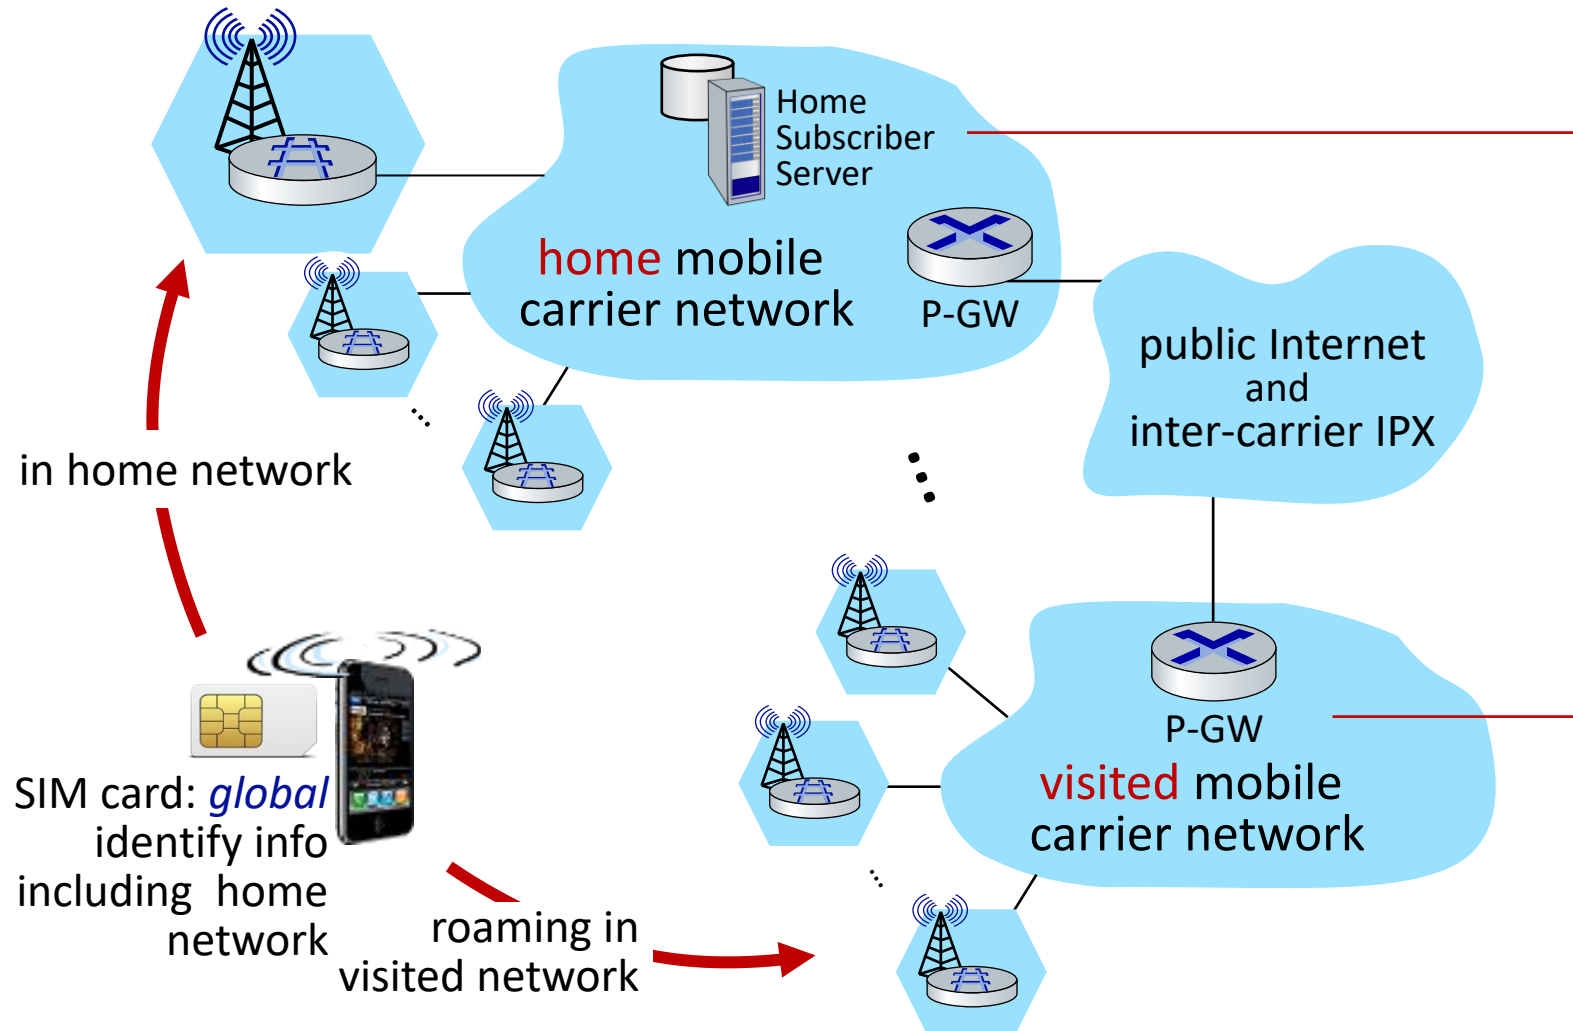 Home
Subscriber
Server
home mobile
carrier network
P-GW
public Internet
and
inter-carrier IPX
in home network
P-GW
visited mobile
carrier network
SIM card: global
identify info
including home
network
roaming in
visited network